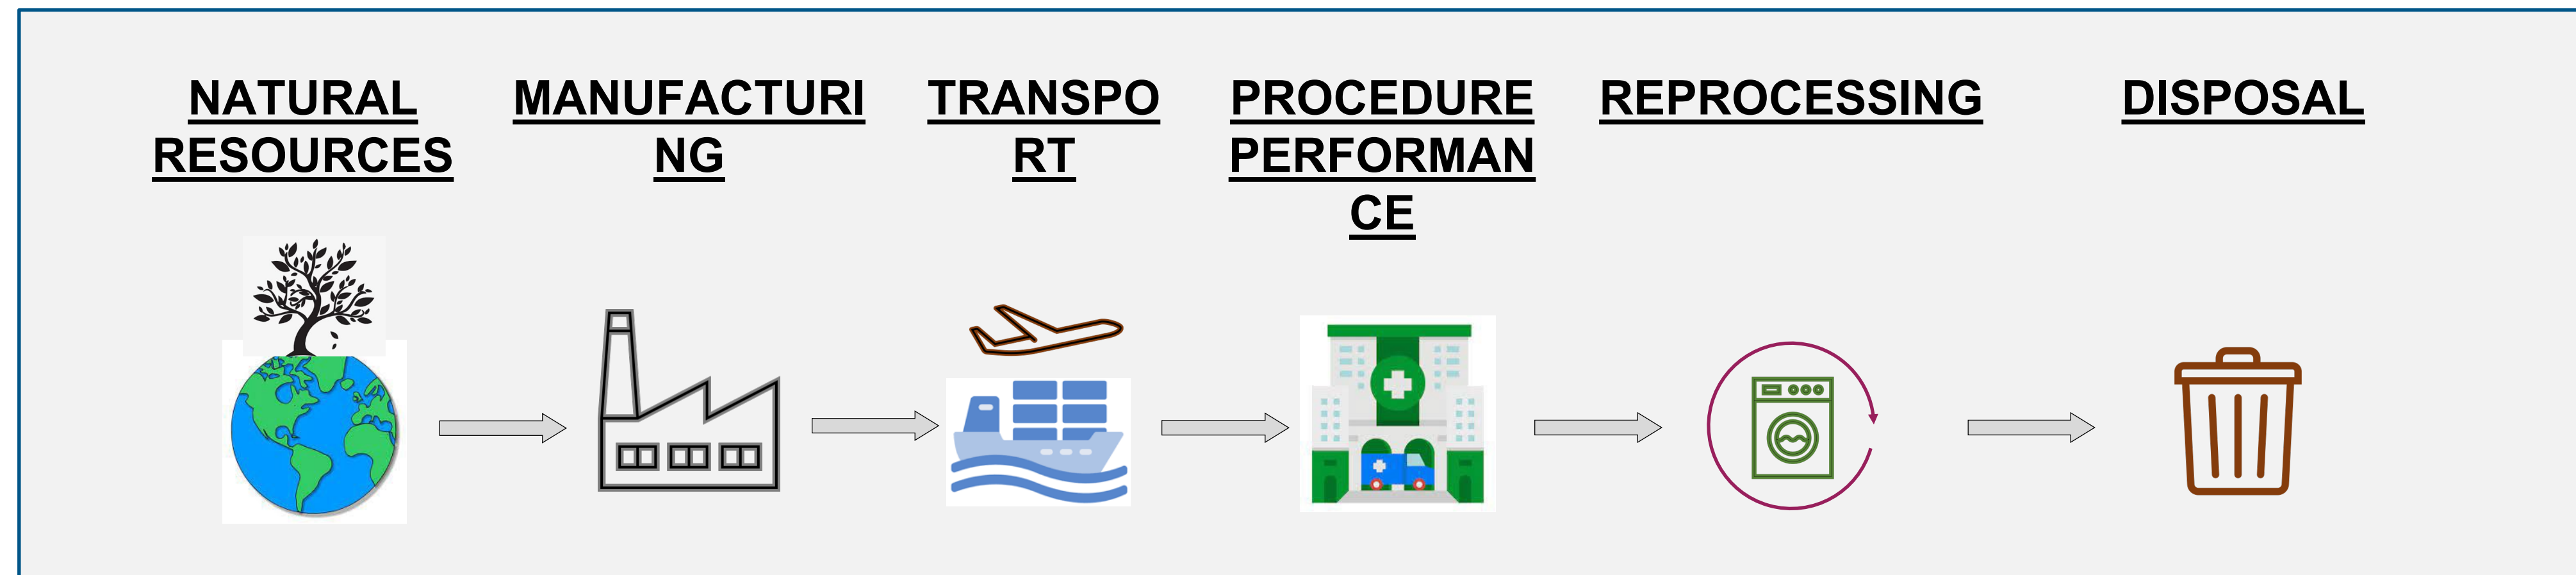 NATURAL
RESOURCES
MANUFACTURI
NG
TRANSPO
RT
PROCEDURE
PERFORMAN
CE
REPROCESSING
DISPOSAL